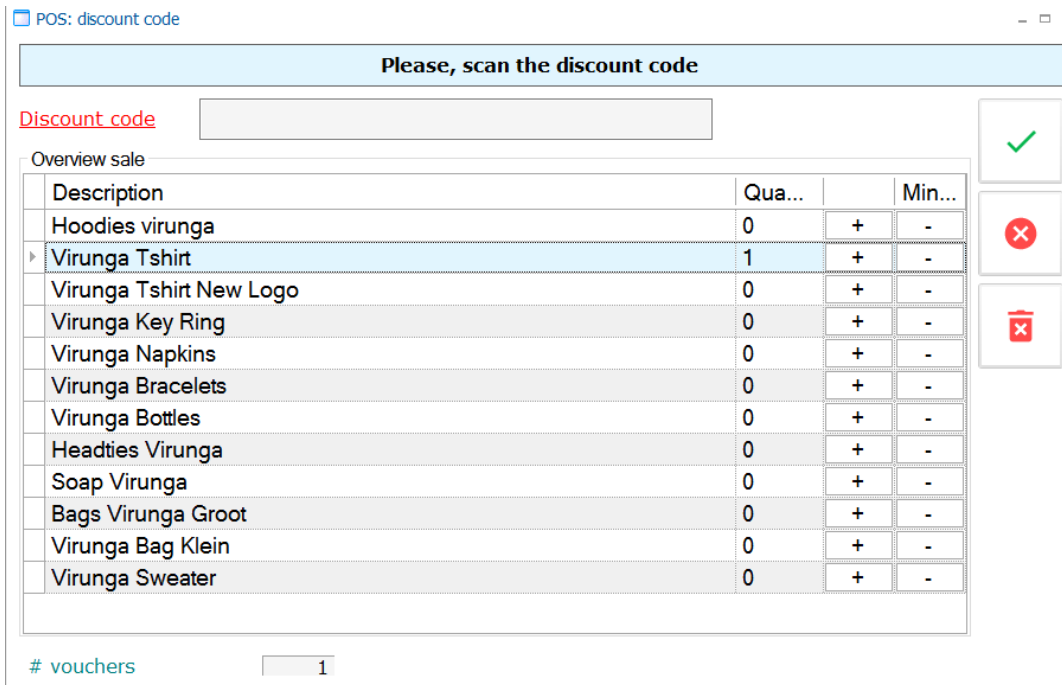 POS: discount code
Please, scan the discount code
Discount code
Overview sale
Description Qua... Min...
Hoodies virunga 0 + -
Virunga Tshirt 1 + -
Virunga Tshirt New Logo 0 + -
Virunga Key Ring 0 + -
Virunga Napkins 0 + -
Virunga Bracelets 0 + -
Virunga Bottles 0 + -
Headties Virunga 0 + -
Soap Virunga 0 + -
Bags Virunga Groot 0 + -
Virunga Bag Klein 0 + -
Virunga Sweater 0 + -
# vouchers 1